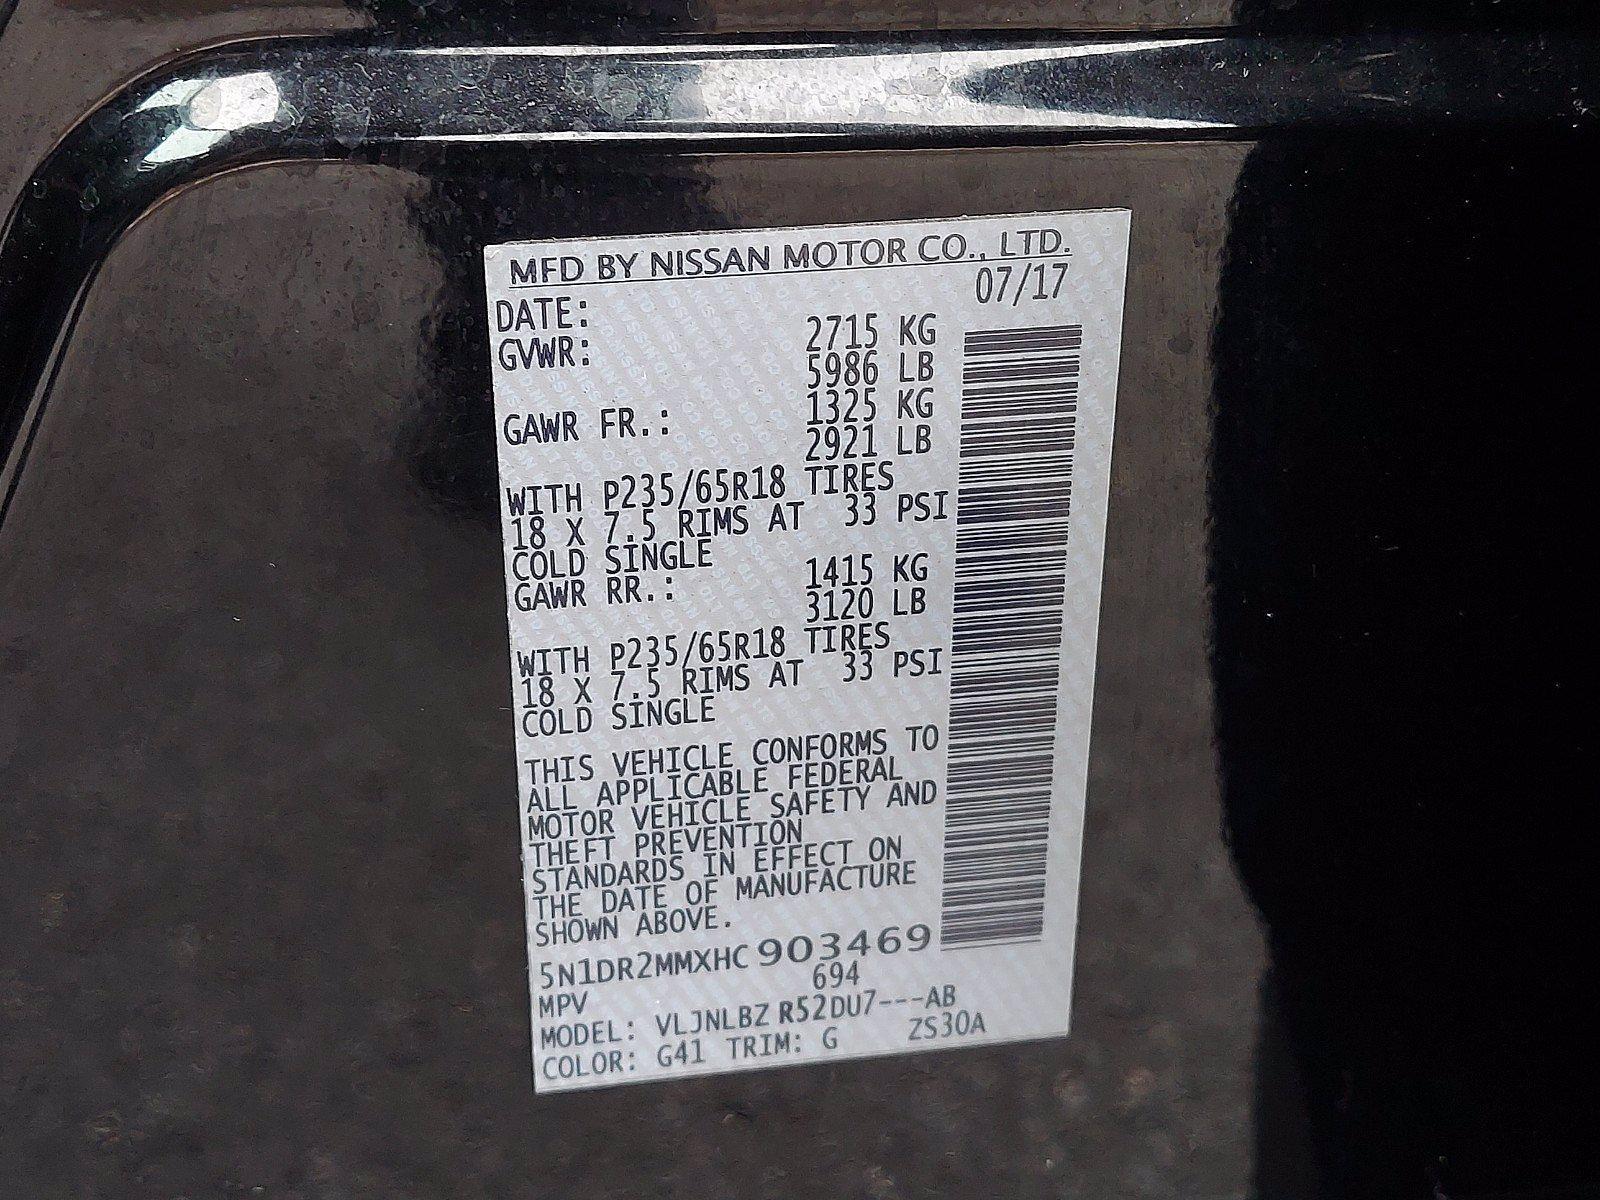 MFD BY NISSAN MOTOR CO., LTD.
DATE: 07/17
GVWR: 2715 KG
5986 LB
GAWR FR.: 1325 KG
2921 LB
WITH P235/65R18 TIRES
18 X 7.5 RIMS AT 33 PSI
COLD SINGLE
GAWR RR.: 1415 KG
3120 LB
WITH P235/65R18 TIRES
18 X 7.5 RIMS AT 33 PSI
COLD SINGLE
THIS VEHICLE CONFORMS TO
ALL APPLICABLE FEDERAL
MOTOR VEHICLE SAFETY AND
THEFT PREVENTION
STANDARDS IN EFFECT ON
THE DATE OF MANUFACTURE
SHOWN ABOVE.
5N1DR2MMXHC903469
MPV 694
MODEL: VLJNLBZ R52DU7---AB
COLOR: G41 TRIM: G ZS30A